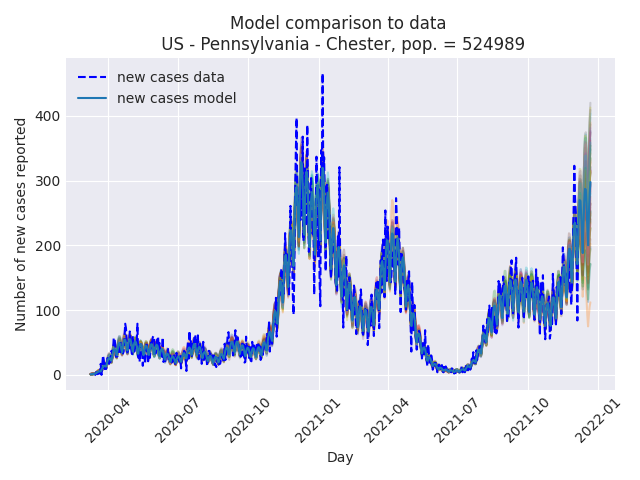 Model comparison to data
US - Pennsylvania - Chester, pop. = 524989
new cases data
new cases model
Number of new cases reported
400
300
200
100
0
2020-04
2020-07
2020-10
2021-01
2021-04
2021-07
2021-10
2022-01
Day